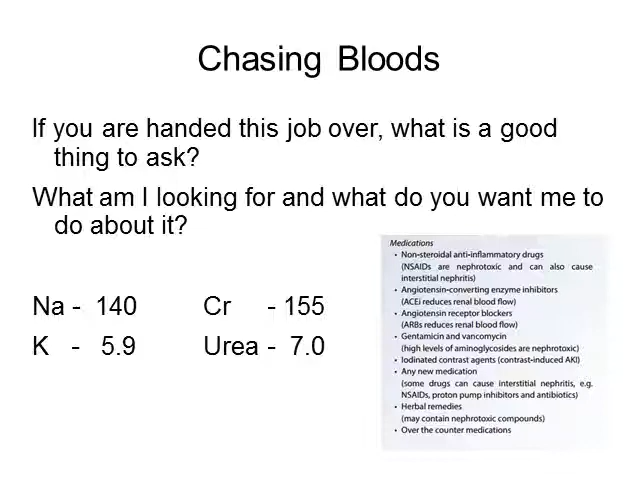 Chasing Bloods
If you are handed this job over, what is a good
thing to ask?
What am I looking for and what do you want me to
do about it?
Na - 140 Cr - 155
K - 5.9 Urea - 7.0
Medications
• Non-steroidal anti-inflammatory drugs
(NSAIDs are nephrotoxic and can also cause
interstitial nephritis)
• Angiotensin-converting enzyme inhibitors
(ACEi reduces renal blood flow)
• Angiotensin receptor blockers
(ARBs reduces renal blood flow)
• Gentamicin and vancomycin
(high levels of aminoglycosides are nephrotoxic)
• Iodinated contrast agents (contrast-induced AKI)
• Any new medication
(some drugs can cause interstitial nephritis, e.g.
NSAIDs, proton pump inhibitors and antibiotics)
• Herbal remedies
(may contain nephrotoxic compounds)
• Over the counter medications